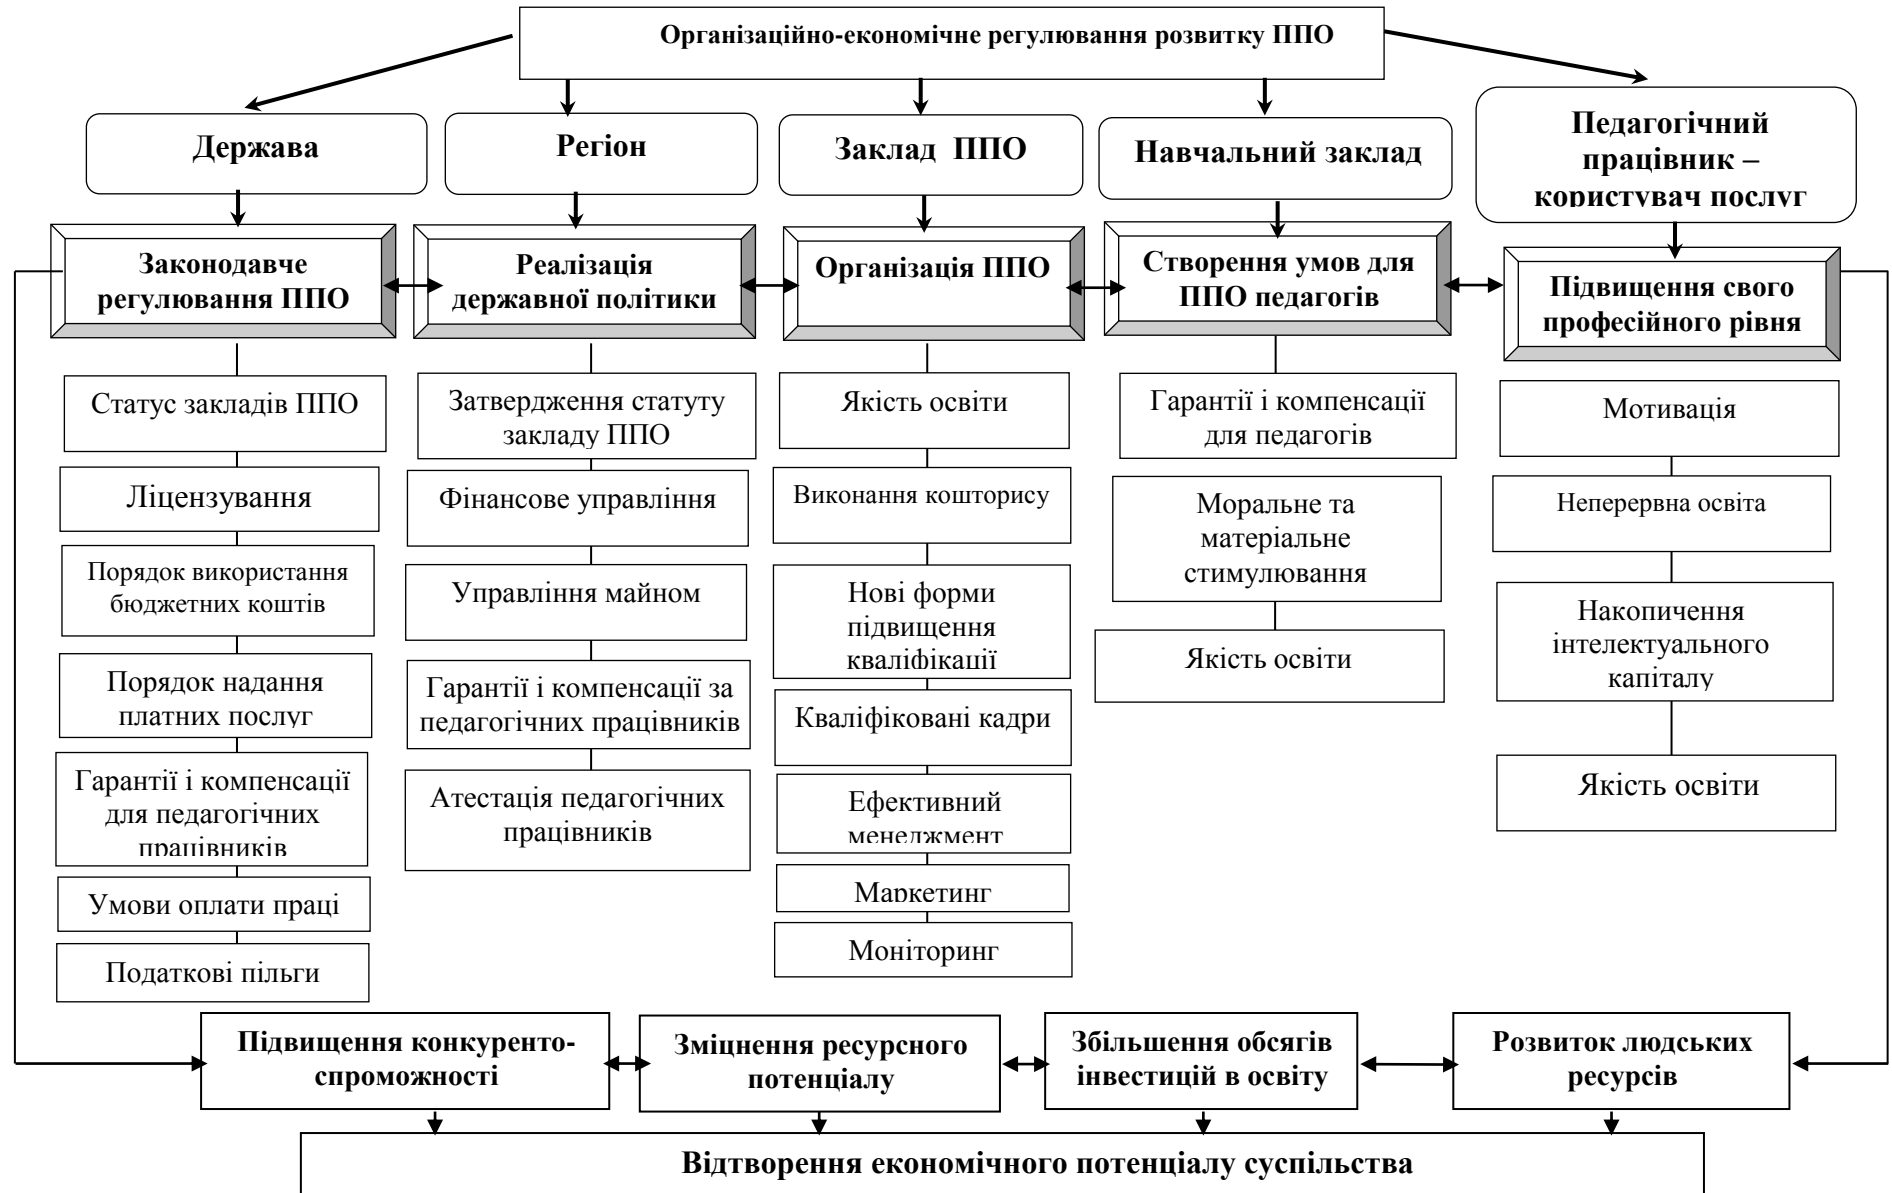 Організаційно-економічне регулювання розвитку ППО
Держава
Регіон
Заклад ППО
Навчальний заклад
Педагогічний
працівник –
користувач послуг
Законодавче
регулювання ППО
Реалізація
державної політики
Організація ППО
Створення умов для
ППО педагогів
Підвищення свого
професійного рівня
Статус закладів ППО
Ліцензування
Порядок використання
бюджетних коштів
Порядок надання
платних послуг
Гарантії і компенсації
для педагогічних
працівників
Умови оплати праці
Податкові пільги
Затвердження статуту
закладу ППО
Фінансове управління
Управління майном
Гарантії і компенсації за
педагогічних працівників
Атестація педагогічних
працівників
Якість освіти
Виконання кошторису
Нові форми
підвищення
кваліфікації
Кваліфіковані кадри
Ефективний
менеджмент
Маркетинг
Моніторинг
Гарантії і компенсації
для педагогів
Моральне та
матеріальне
стимулювання
Якість освіти
Мотивація
Неперервна освіта
Накопичення
інтелектуального
капіталу
Якість освіти
Підвищення конкуренто-
спроможності
Зміцнення ресурсного
потенціалу
Збільшення обсягів
інвестицій в освіту
Розвиток людських
ресурсів
Відтворення економічного потенціалу суспільства